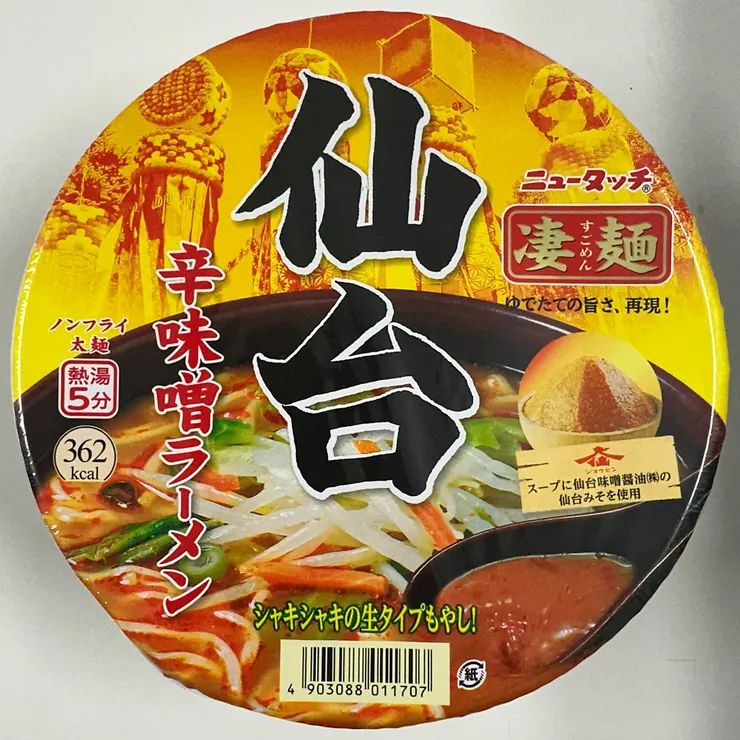 仙台
辛味噌ラーメン
ニュータッチ®
凄麺
すごめん
ゆでたての旨さ、再現!
ノンフライ
太麺
熱湯
5分
362
kcal
仙
ジョウセン
スープに仙台味噌醤油㈱の
仙台みそを使用
シャキシャキの生タイプもやし!
4 903088 011707
紙